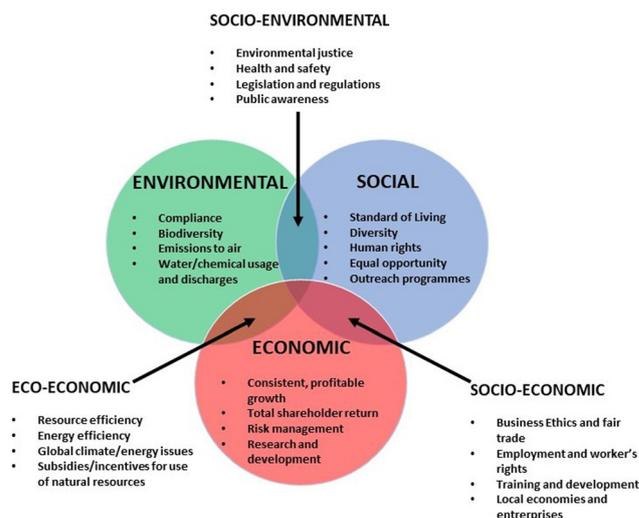 SOCIO-ENVIRONMENTAL
• Environmental justice
• Health and safety
• Legislation and regulations
• Public awareness
ENVIRONMENTAL
• Compliance
• Biodiversity
• Emissions to air
• Water/chemical usage
and discharges
SOCIAL
• Standard of Living
• Diversity
• Human rights
• Equal opportunity
• Outreach programmes
ECONOMIC
• Consistent, profitable
growth
• Total shareholder return
• Risk management
• Research and
development
ECO-ECONOMIC
• Resource efficiency
• Energy efficiency
• Global climate/energy issues
• Subsidies/incentives for use
of natural resources
SOCIO-ECONOMIC
• Business Ethics and fair
trade
• Employment and worker's
rights
• Training and development
• Local economies and
entrerprises